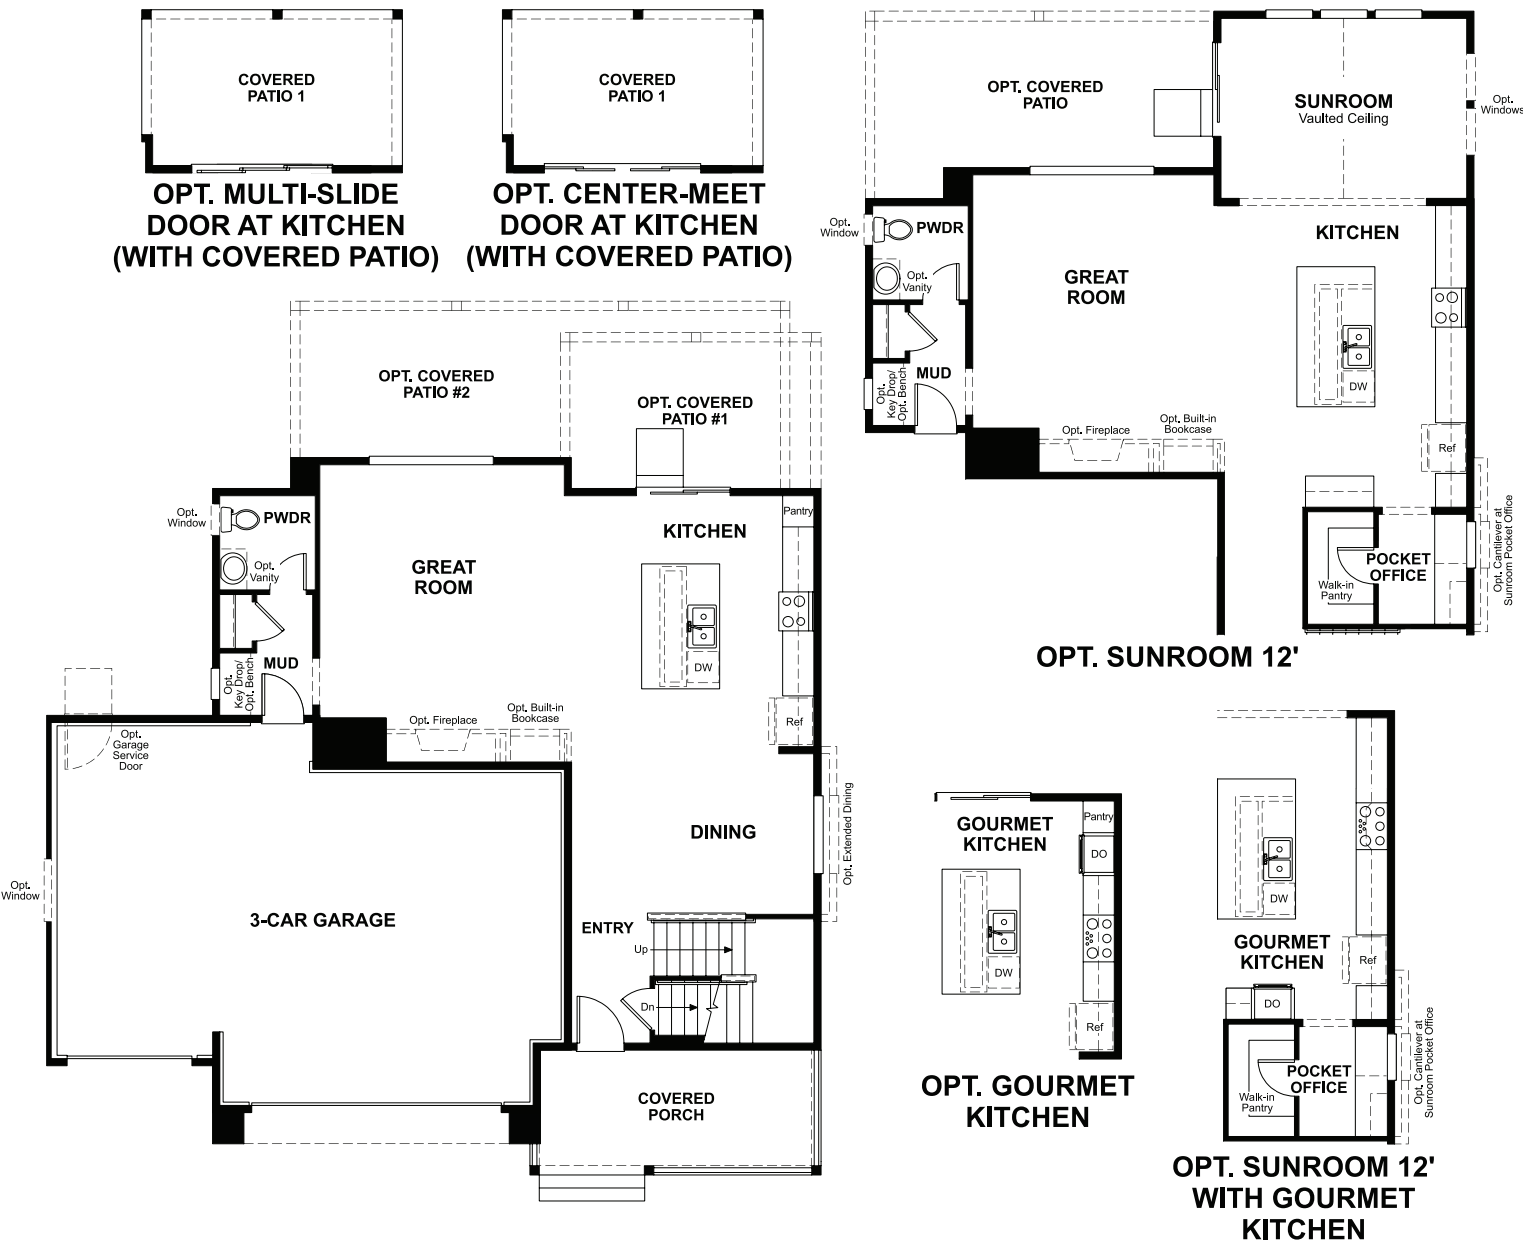 COVERED
PATIO 1
OPT. MULTI-SLIDE
DOOR AT KITCHEN
(WITH COVERED PATIO)
COVERED
PATIO 1
OPT. CENTER-MEET
DOOR AT KITCHEN
(WITH COVERED PATIO)
OPT. COVERED
PATIO
SUNROOM
Vaulted Ceiling
Opt.
Windows
Opt.
Window
PWDR
Opt.
Vanity
GREAT
ROOM
KITCHEN
MUD
Opt.
Key Drop/
Opt. Bench
DW
Opt. Fireplace
Opt. Built-in
Bookcase
Ref
Walk-in
Pantry
POCKET
OFFICE
Opt. Cantilever at
Sunroom Pocket Office
OPT. SUNROOM 12'
OPT. COVERED
PATIO #2
OPT. COVERED
PATIO #1
Opt.
Window
PWDR
Opt.
Vanity
GREAT
ROOM
KITCHEN
Pantry
MUD
Opt.
Key Drop/
Opt. Bench
DW
Opt. Fireplace
Opt. Built-in
Bookcase
Ref
Opt.
Garage
Service
Door
DINING
Opt. Extended Dining
Opt.
Window
3-CAR GARAGE
ENTRY
Up
Dn
COVERED
PORCH
GOURMET
KITCHEN
Pantry
DO
DW
Ref
OPT. GOURMET
KITCHEN
DW
GOURMET
KITCHEN
Ref
DO
POCKET
OFFICE
Walk-in
Pantry
Opt. Cantilever at
Sunroom Pocket Office
OPT. SUNROOM 12'
WITH GOURMET
KITCHEN